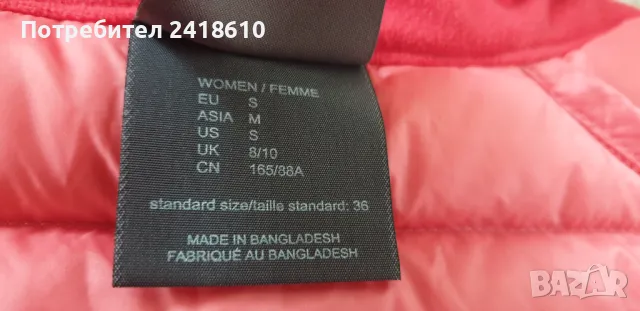 Потребител 2418610
WOMEN / FEMME
EU S
ASIA M
US S
UK 8/10
CN 165/88A
standard size/taille standard: 36
MADE IN BANGLADESH
FABRIQUÉ AU BANGLADESH
BAZAR